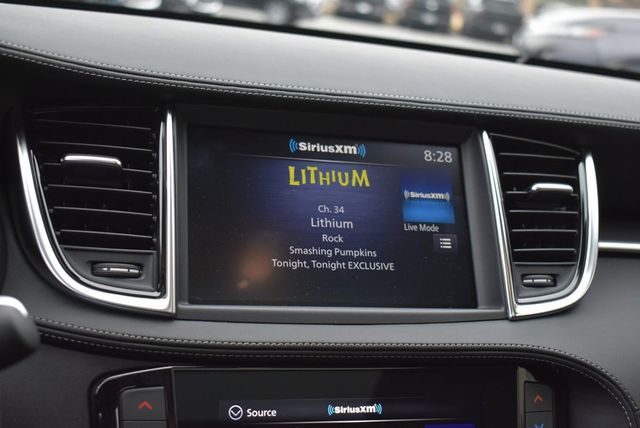 SiriusXM
8:28
LITHIUM
Ch. 34
SiriusXM
Lithium
Live Mode
Rock
Smashing Pumpkins
Tonight, Tonight EXCLUSIVE
Source
SiriusXM